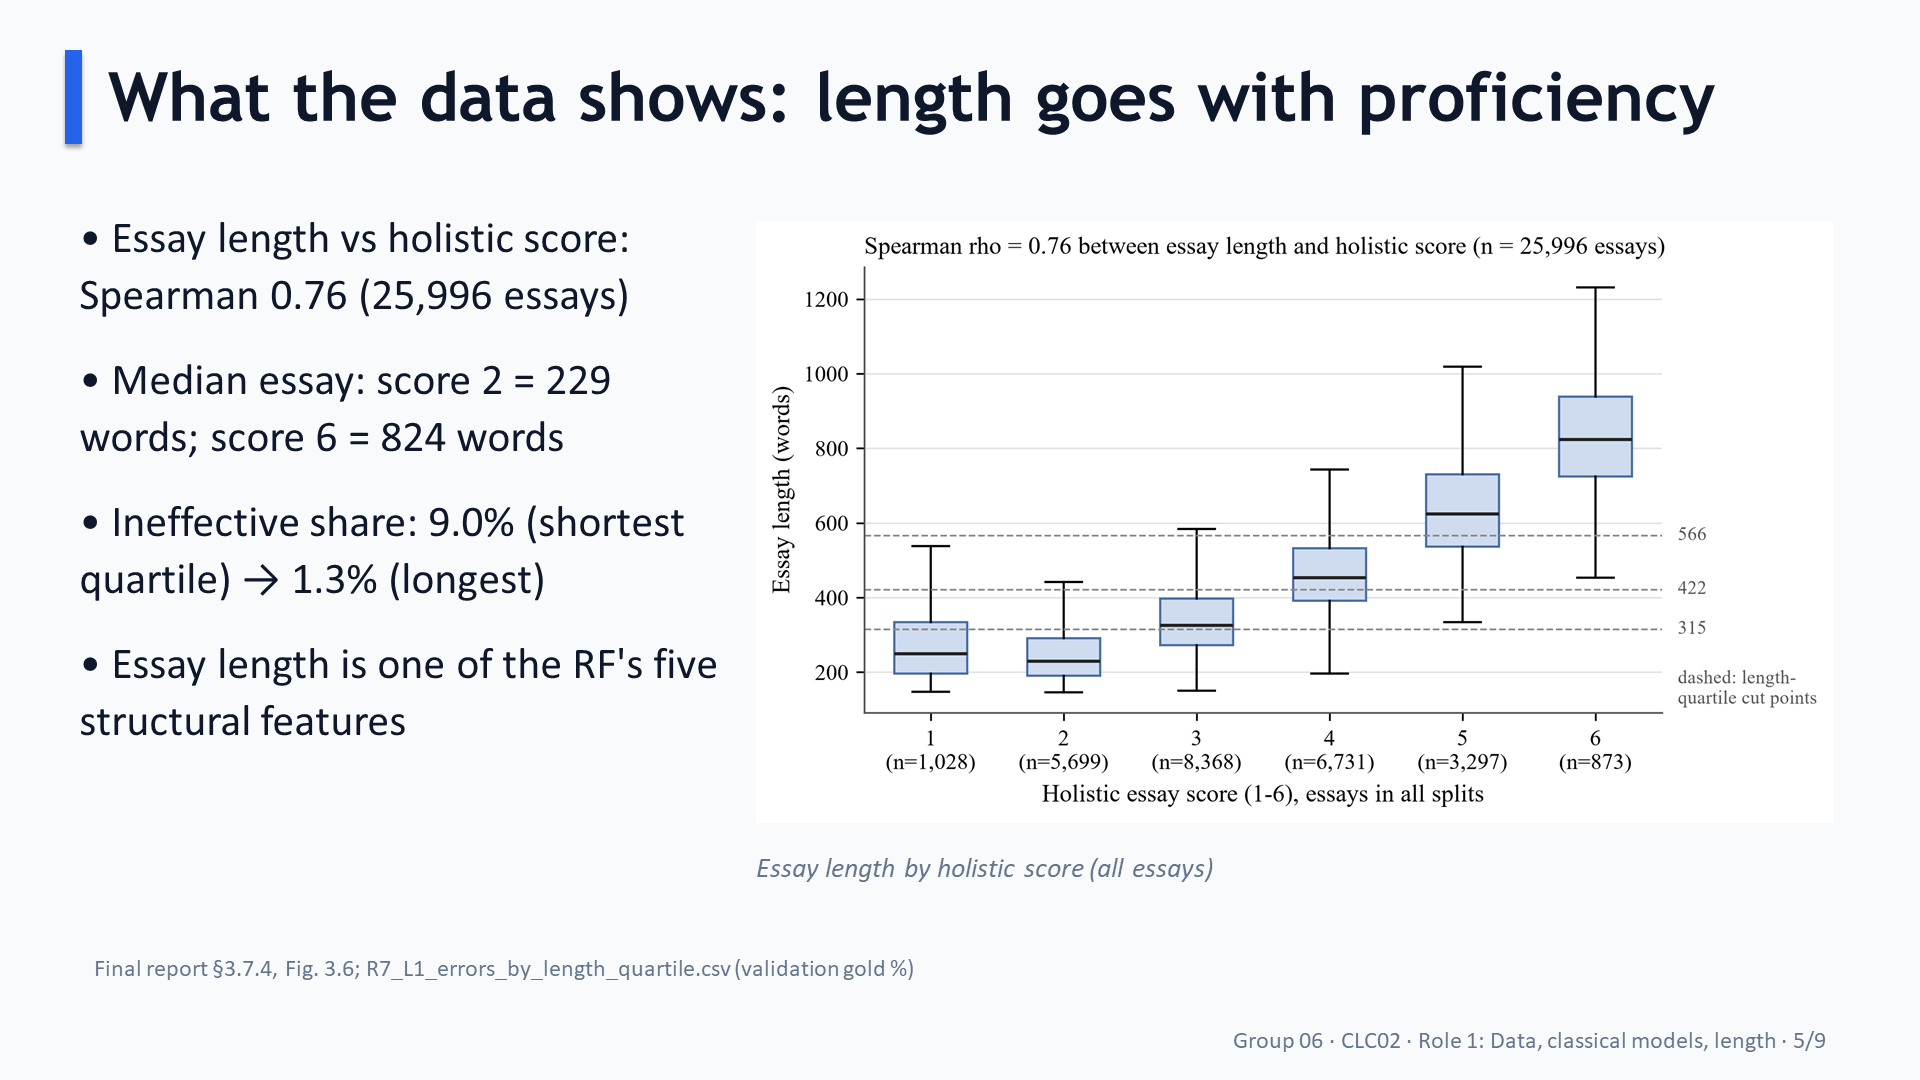 What the data shows: length goes with proficiency
• Essay length vs holistic score:
Spearman 0.76 (25,996 essays)
• Median essay: score 2 = 229
words; score 6 = 824 words
• Ineffective share: 9.0% (shortest
quartile) → 1.3% (longest)
• Essay length is one of the RF's five
structural features
Spearman rho = 0.76 between essay length and holistic score (n = 25,996 essays)
Essay length (words)
1200
1000
800
600
400
200
566
422
315
dashed: length-
quartile cut points
1 2 3 4 5 6
(n=1,028) (n=5,699) (n=8,368) (n=6,731) (n=3,297) (n=873)
Holistic essay score (1-6), essays in all splits
Essay length by holistic score (all essays)
Final report §3.7.4, Fig. 3.6; R7_L1_errors_by_length_quartile.csv (validation gold %)
Group 06 · CLC02 · Role 1: Data, classical models, length · 5/9